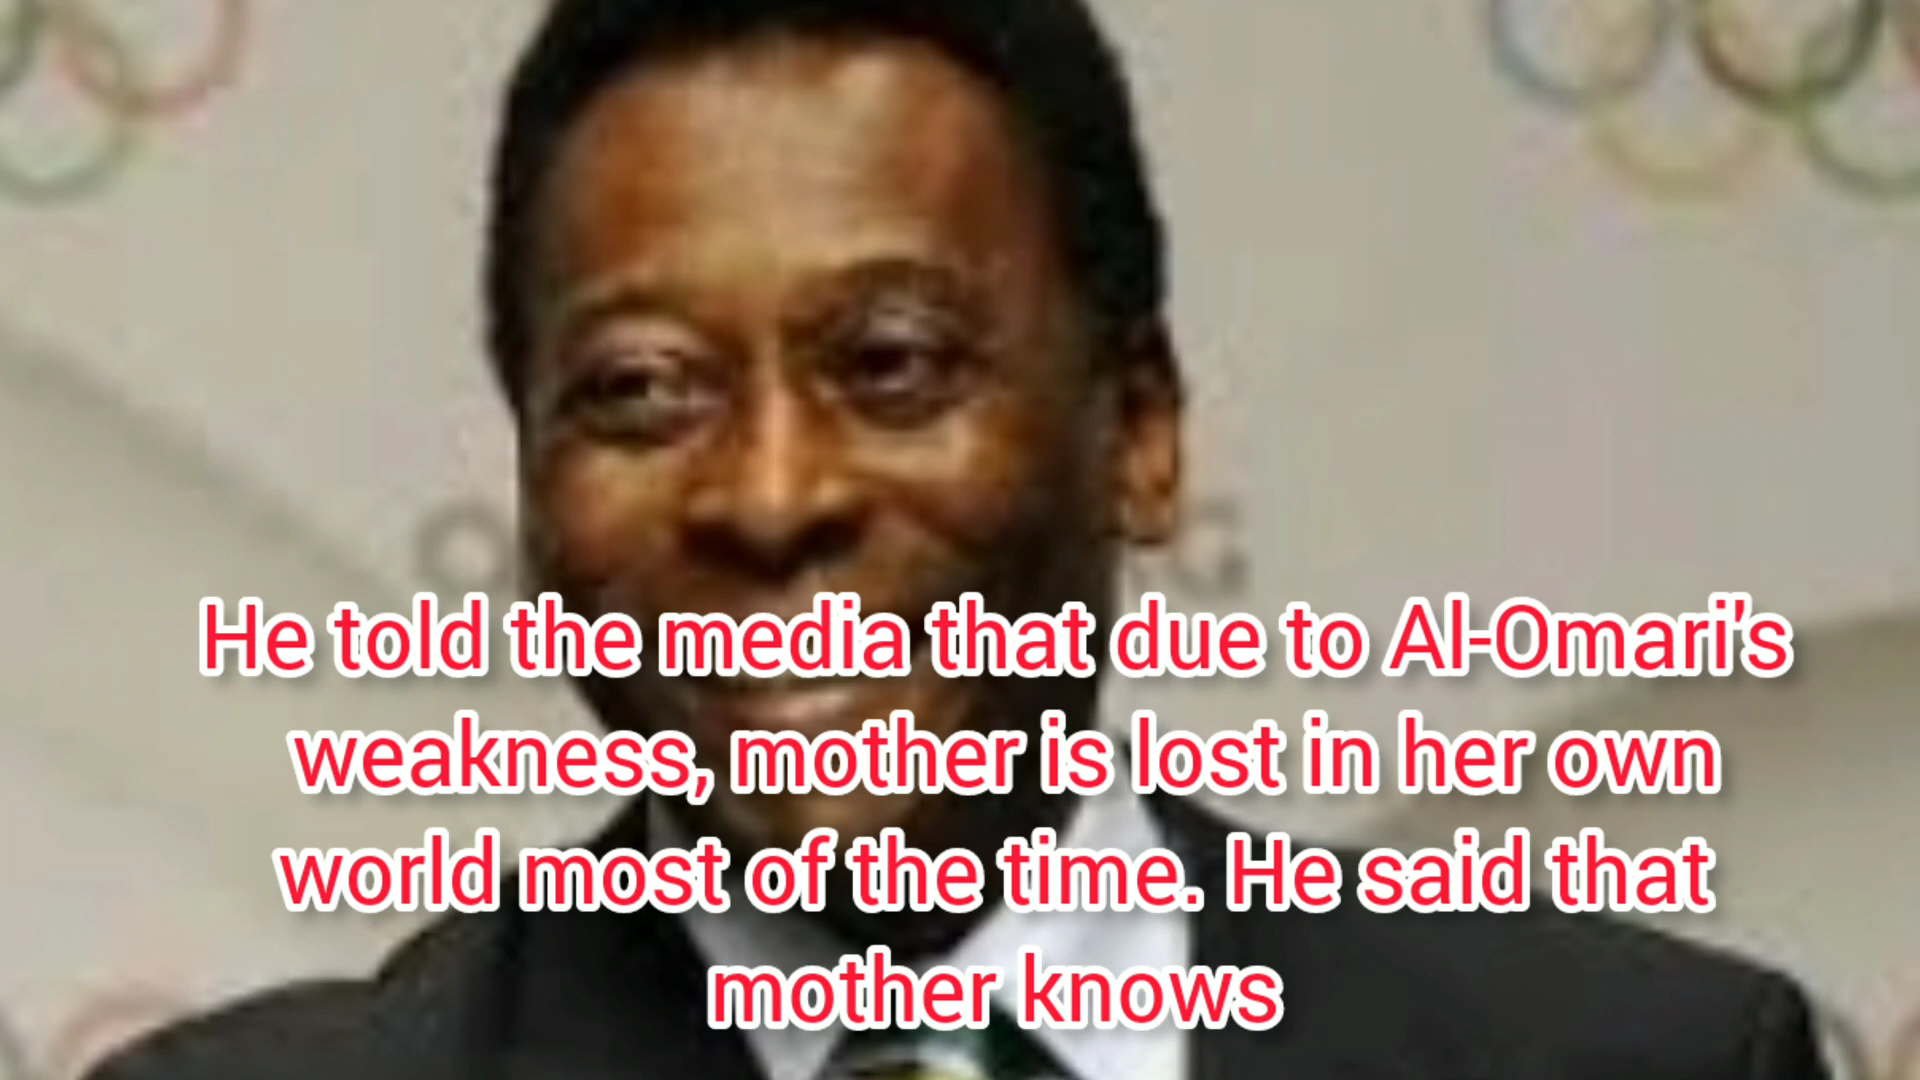 He told the media that due to Al-Omari's
weakness, mother is lost in her own
world most of the time. He said that
mother knows